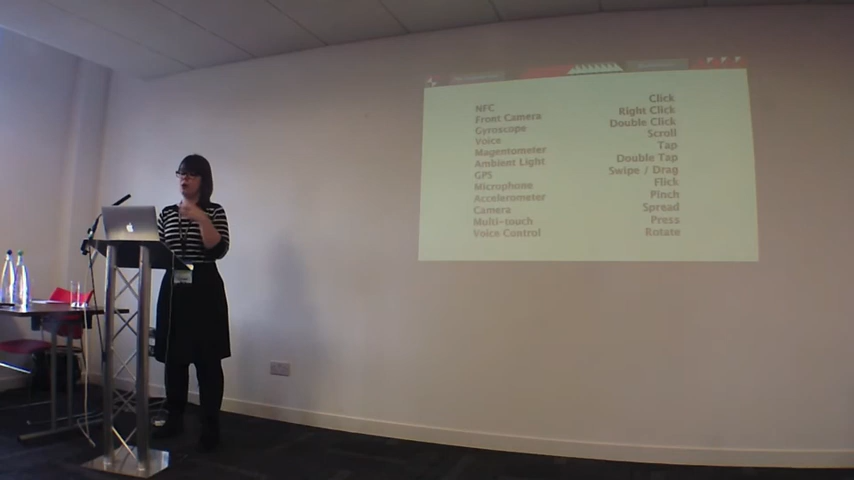 NFC
Front Camera
Gyroscope
Voice
Magentometer
Ambient Light
GPS
Microphone
Accelerometer
Camera
Multi-touch
Voice Control
Click
Right Click
Double Click
Scroll
Tap
Double Tap
Swipe / Drag
Flick
Pinch
Spread
Press
Rotate